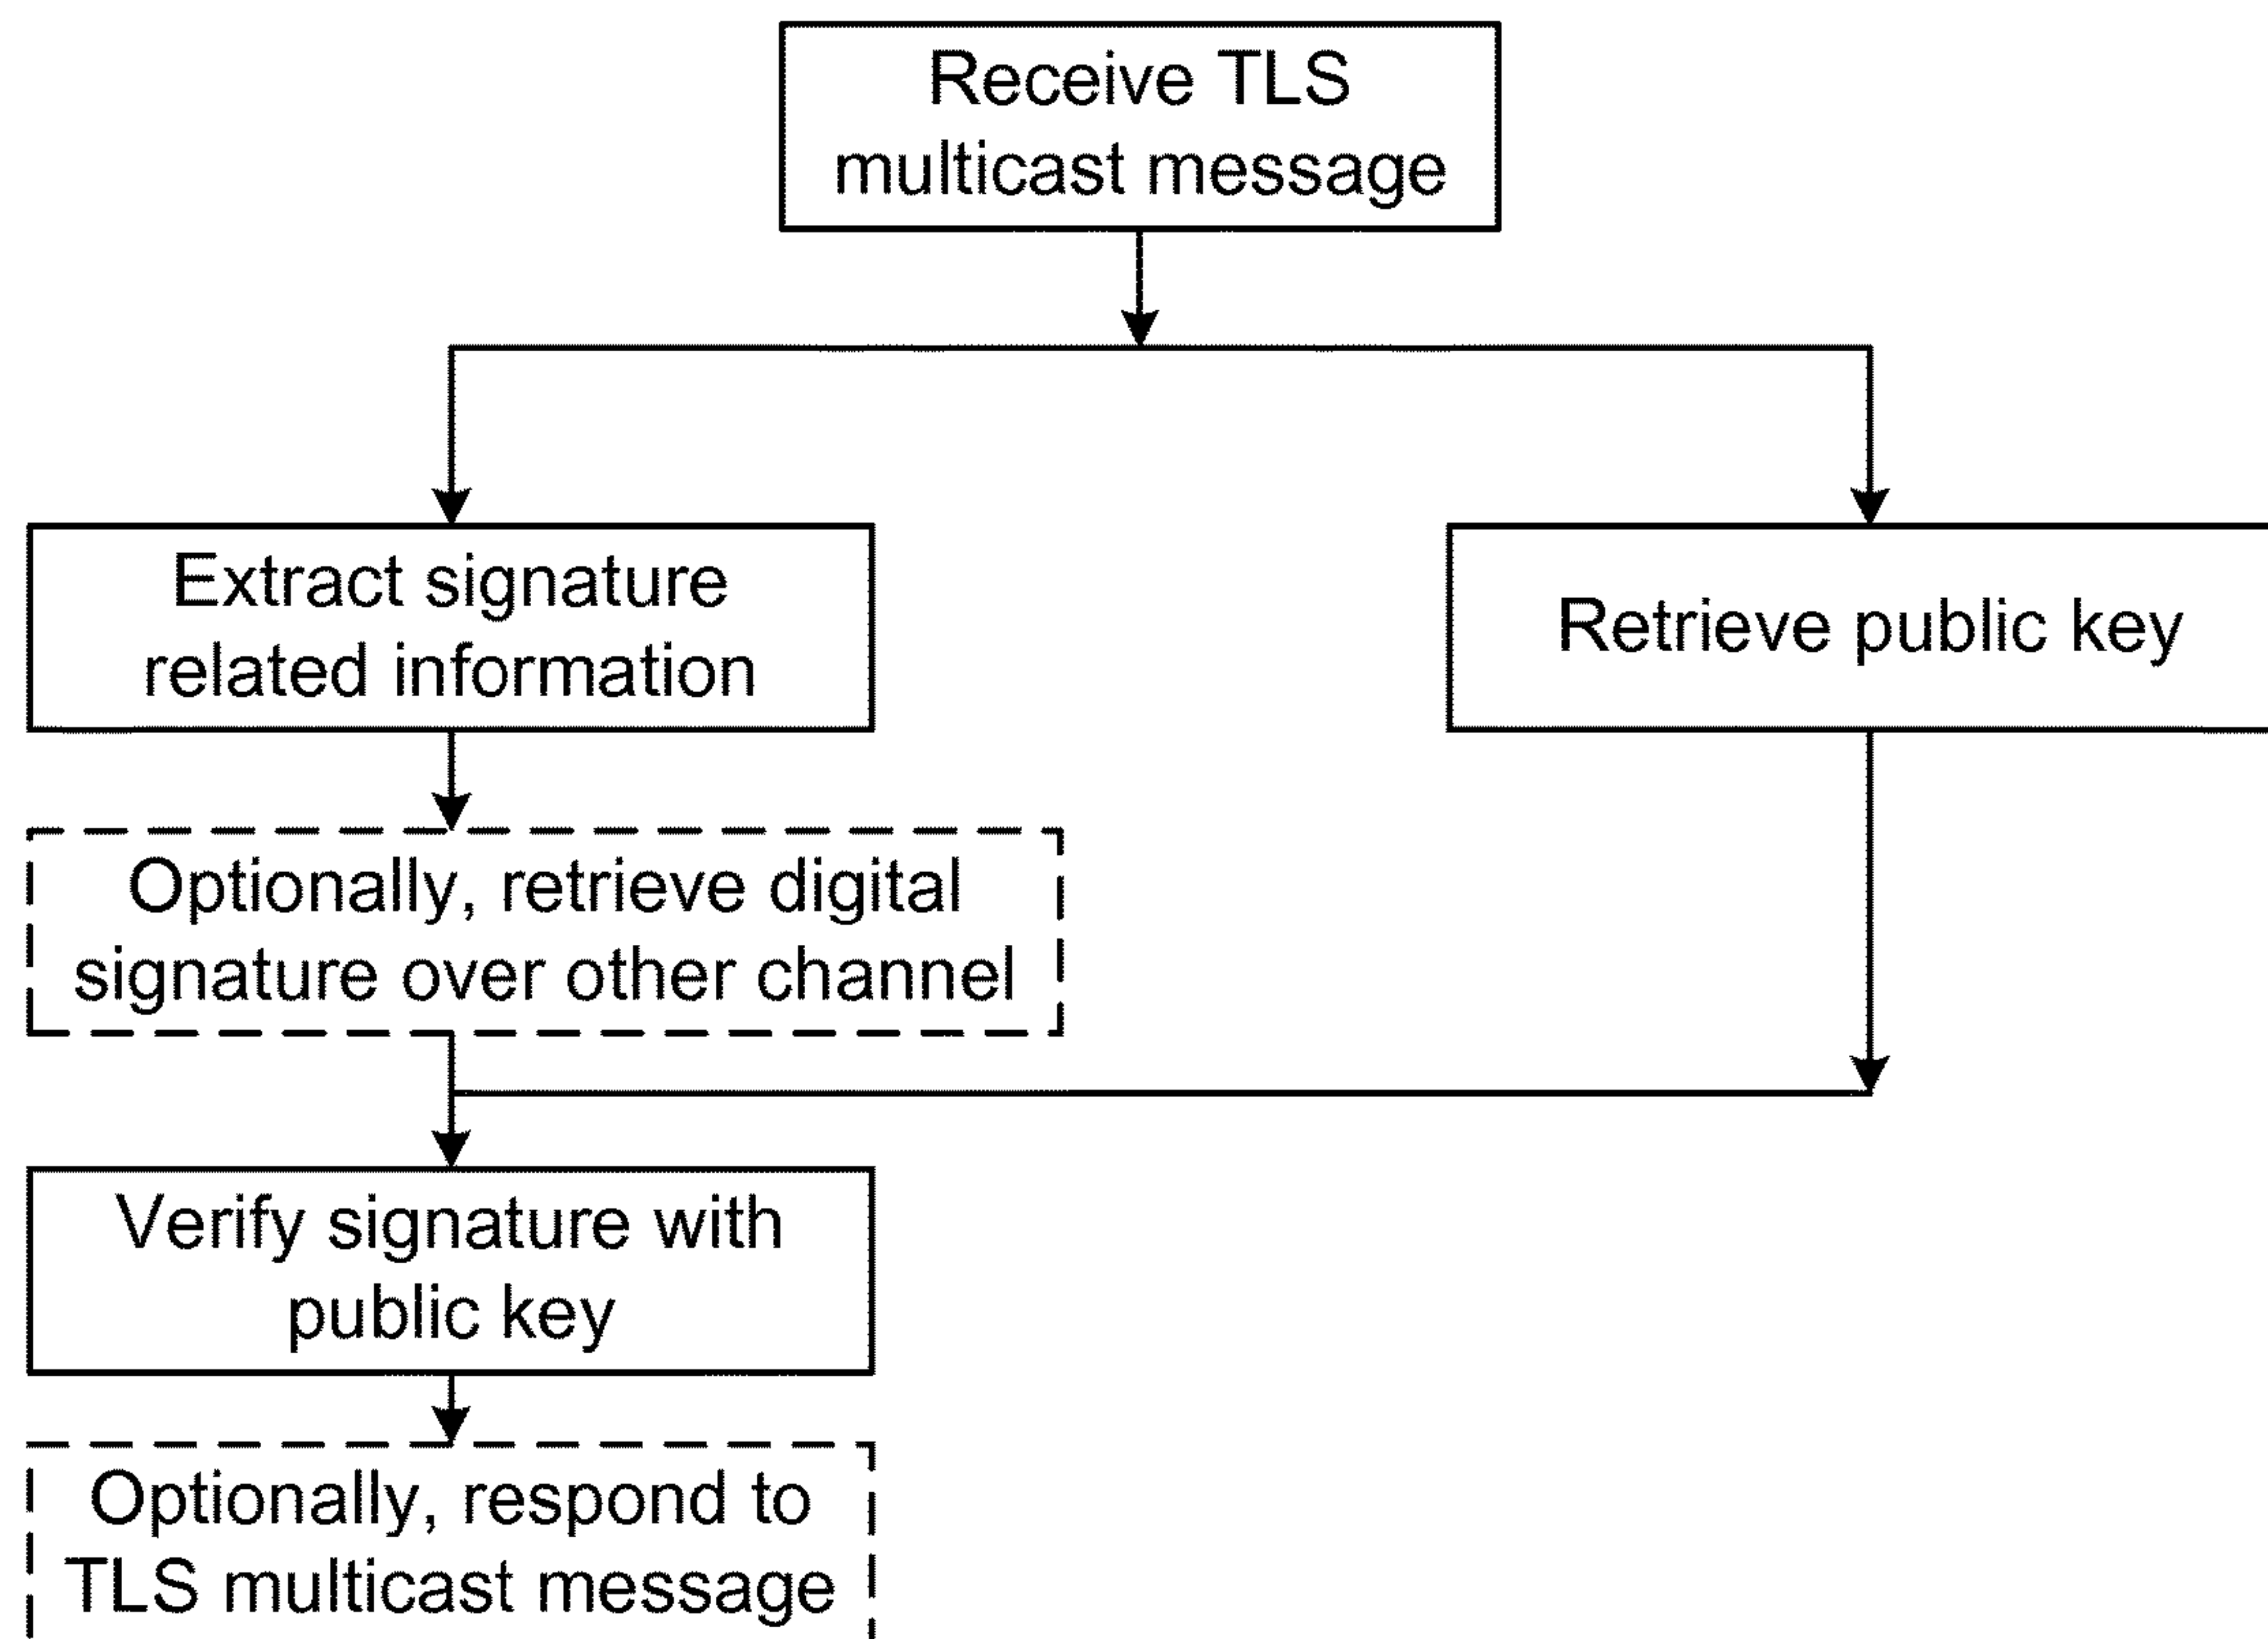 Receive TLS
multicast message
Extract signature
related information
Retrieve public key
Optionally, retrieve digital
signature over other channel
Verify signature with
public key
Optionally, respond to
TLS multicast message